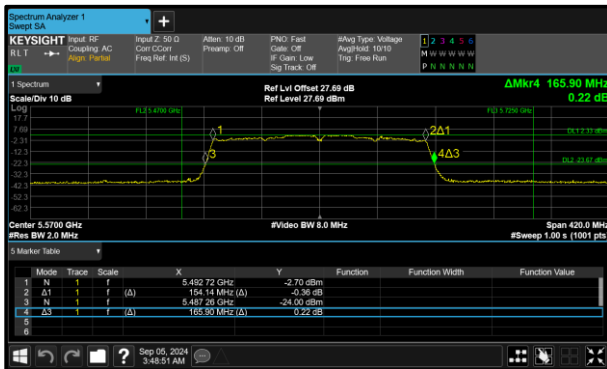 Spectrum Analyzer 1
Swept SA
KEYSIGHT Input: RF Input Z: 50 Ω Atten: 10 dB PNO: Fast #Avg Type: Voltage 1 2 3 4 5 6
RLT Coupling: AC Corr CCorr Preamp: Off Gate: Off Avg|Hold: 10/10 M W W W W W
Align: Partial Freq Ref: Int (S) IF Gain: Low Trig: Free Run
Sig Track: Off P N N N N N
1 Spectrum Ref Lvl Offset 27.69 dB ΔMkr4 165.90 MHz
Scale/Div 10 dB Ref Level 27.69 dBm 0.22 dB
Log
17.7 FL2 5.4700 GHz FL3 5.7250 GHz
7.69 1 2Δ1 DL1 2.33 dBm
-2.31
-12.3 3 4Δ3
-22.3 DL2 -23.67 dBm
-32.3
-42.3
-52.3
-62.3
Center 5.5700 GHz #Video BW 8.0 MHz Span 420.0 MHz
#Res BW 2.0 MHz #Sweep 1.00 s (1001 pts)
5 Marker Table
Mode Trace Scale X Y Function Function Width Function Value
1 N 1 f 5.492 72 GHz -2.70 dBm
2 Δ1 1 f (Δ) 154.14 MHz (Δ) -0.36 dB
3 N 1 f 5.487 26 GHz -24.00 dBm
4 Δ3 1 f (Δ) 165.90 MHz (Δ) 0.22 dB
5
6
? Sep 05, 2024
3:48:51 AM